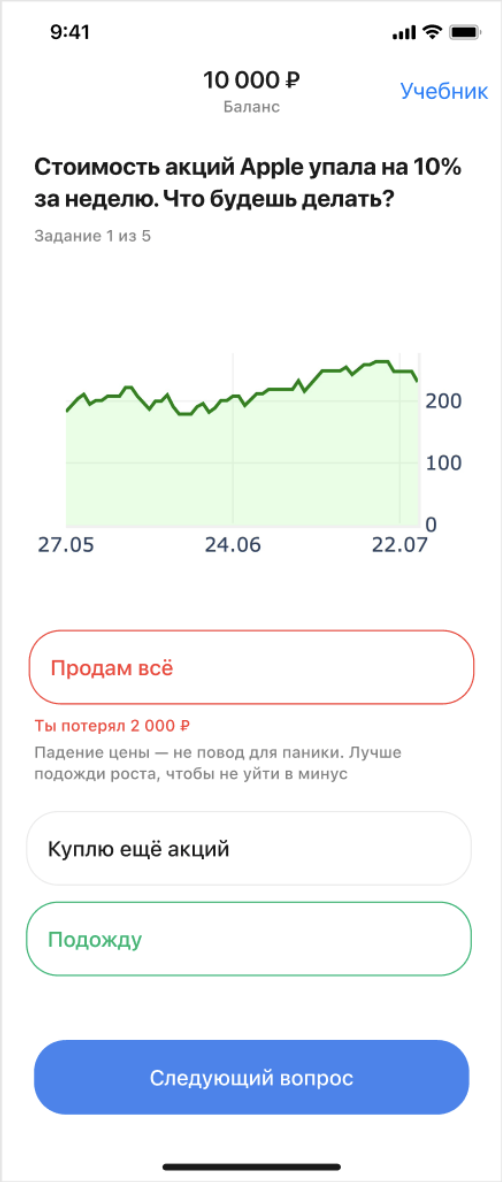 9:41
10 000 ₽
Баланс
Учебник
Стоимость акций Apple упала на 10%
за неделю. Что будешь делать?
Задание 1 из 5
200
100
0
27.05
24.06
22.07
Продам всё
Ты потерял 2 000 ₽
Падение цены — не повод для паники. Лучше
подожди роста, чтобы не уйти в минус
Куплю ещё акций
Подожду
Следующий вопрос